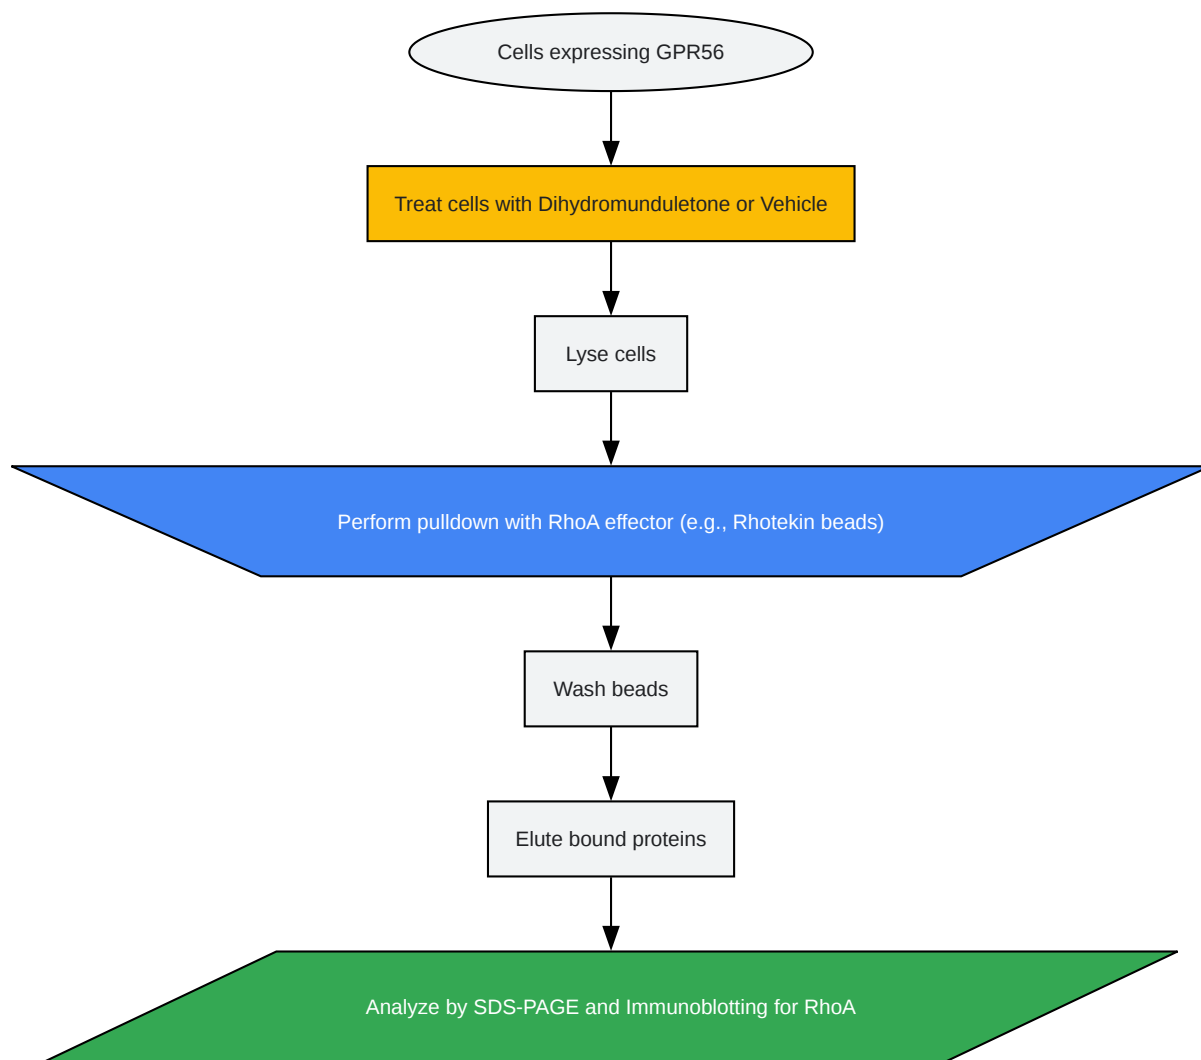 Cells expressing GPR56
Treat cells with Dihydromunduletone or Vehicle
Lyse cells
Perform pulldown with RhoA effector (e.g., Rhotekin beads)
Wash beads
Elute bound proteins
Analyze by SDS-PAGE and Immunoblotting for RhoA